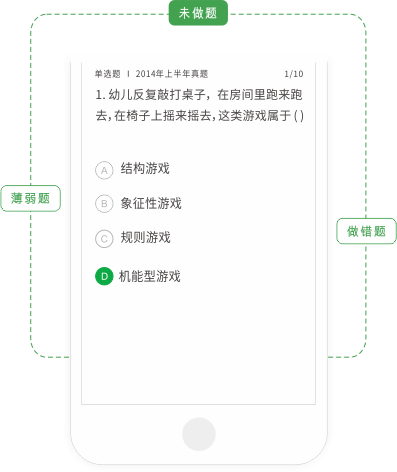 未做题
单选题 I 2014年上半年真题 1/10
1. 幼儿反复敲打桌子，在房间里跑来跑
去，在椅子上摇来摇去，这类游戏属于 ( )
A 结构游戏
薄弱题
B 象征性游戏
做错题
C 规则游戏
D 机能型游戏